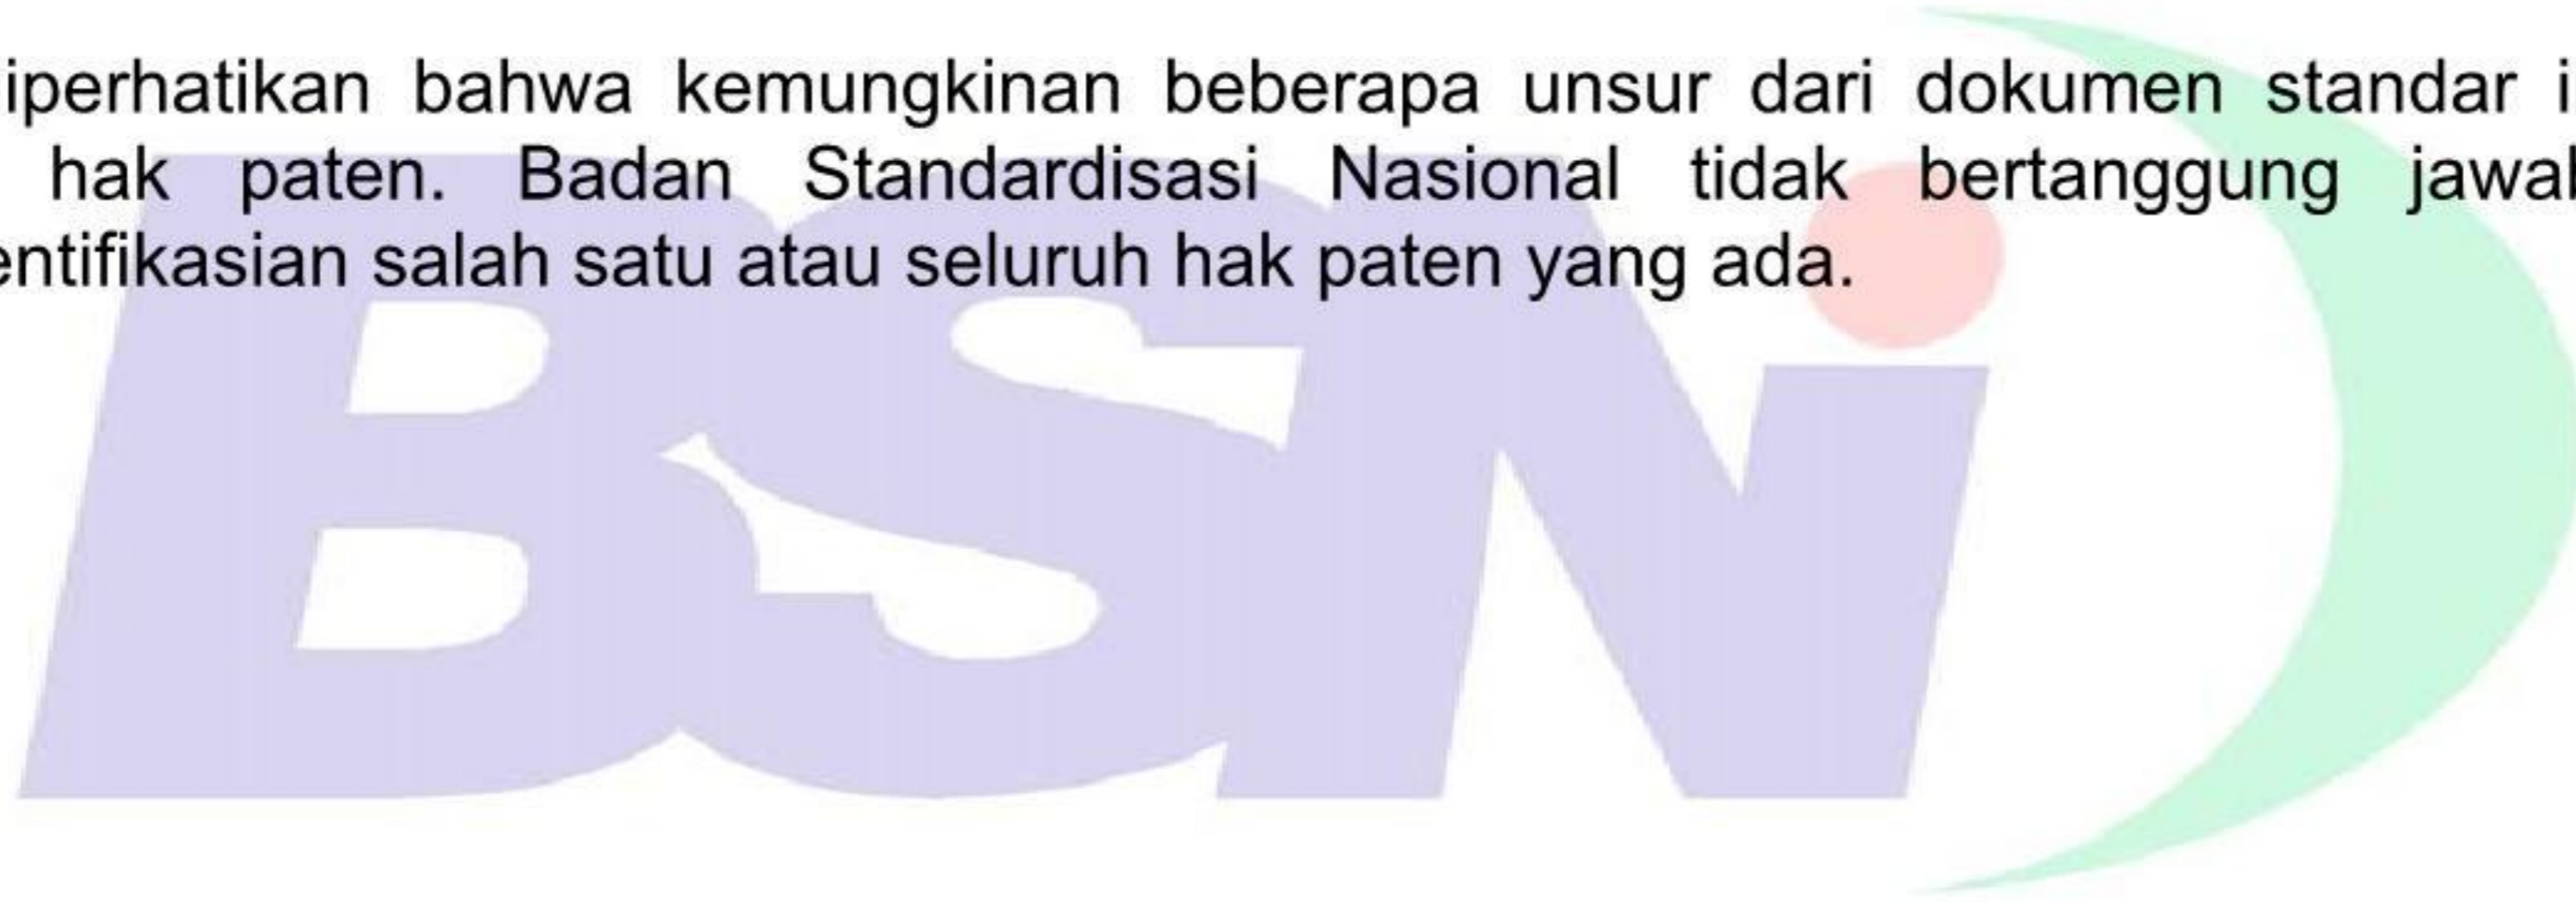 iperhatikan bahwa kemungkinan beberapa unsur dari dokumen standar i
hak paten. Badan Standardisasi Nasional tidak bertanggung jawab
entifikasian salah satu atau seluruh hak paten yang ada.
BSN